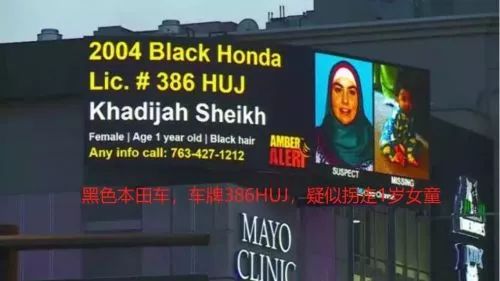 2004 Black Honda
Lic. # 386 HUJ
Khadijah Sheikh
Female | Age 1 year old | Black hair
Any info call: 763-427-1212
AMBER
ALERT
SUSPECT
MISSING
黑色本田车，车牌386HUJ，疑似拐走1岁女童
MAYO
CLINIC